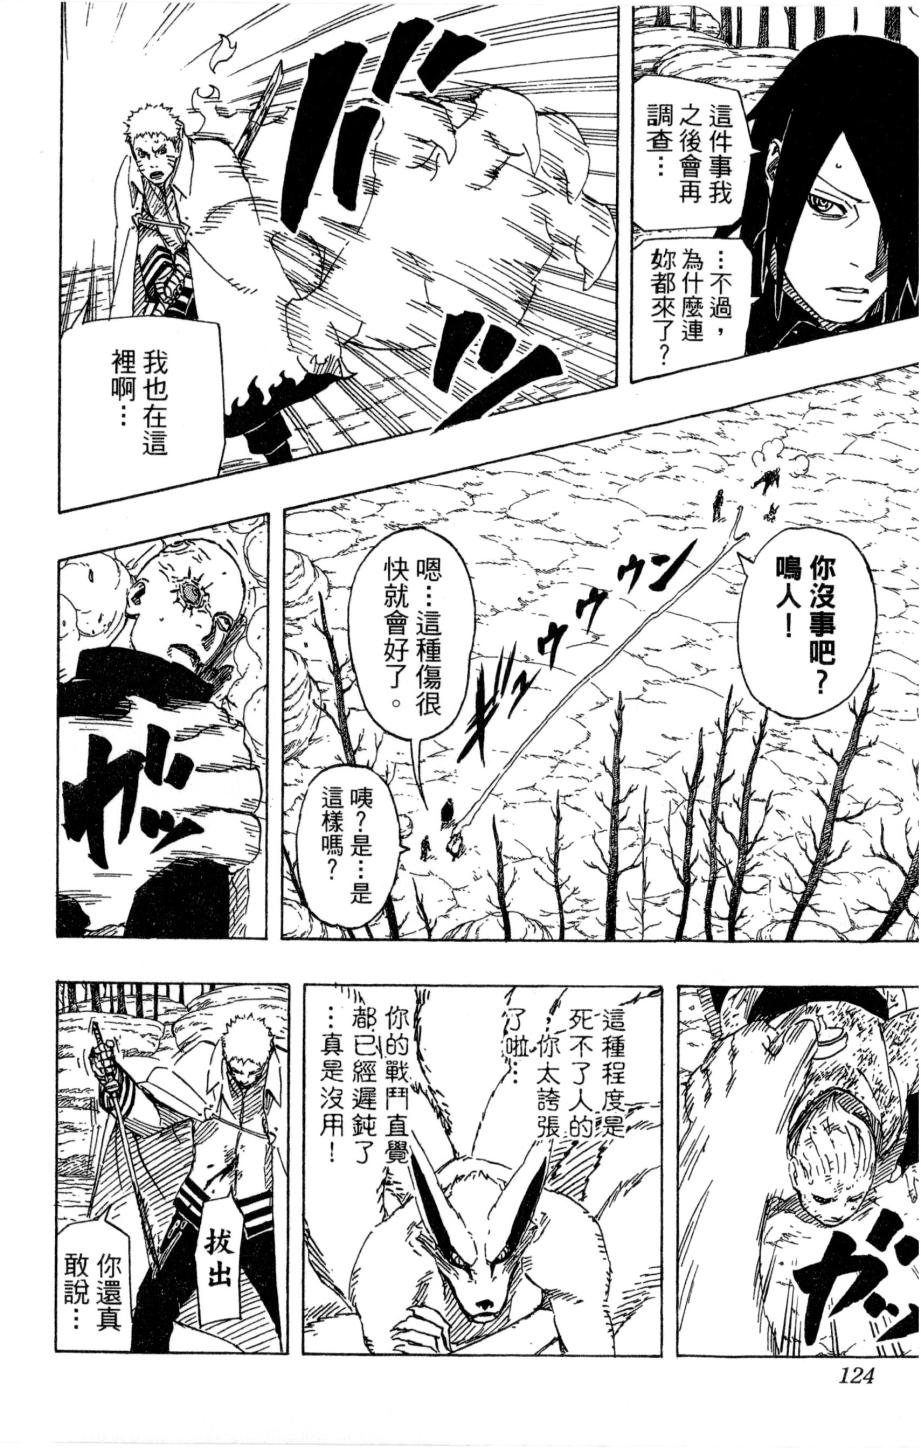 這件事我
之後會再
調查…
…不過，
為什麼連
妳都來了?
ドドッ
我也在這
裡啊…
你沒事吧?
鳴人!
ギュウウウン
嗯…這種傷很
快就會好了。
咦?是…是
這樣嗎?
ガッ
ガッ
這種程度是
死不了人的
…你太誇張
了啦…
你的戰鬥直覺
都已經遲鈍了
…真是沒用!
拔出
你還真
敢說…
124